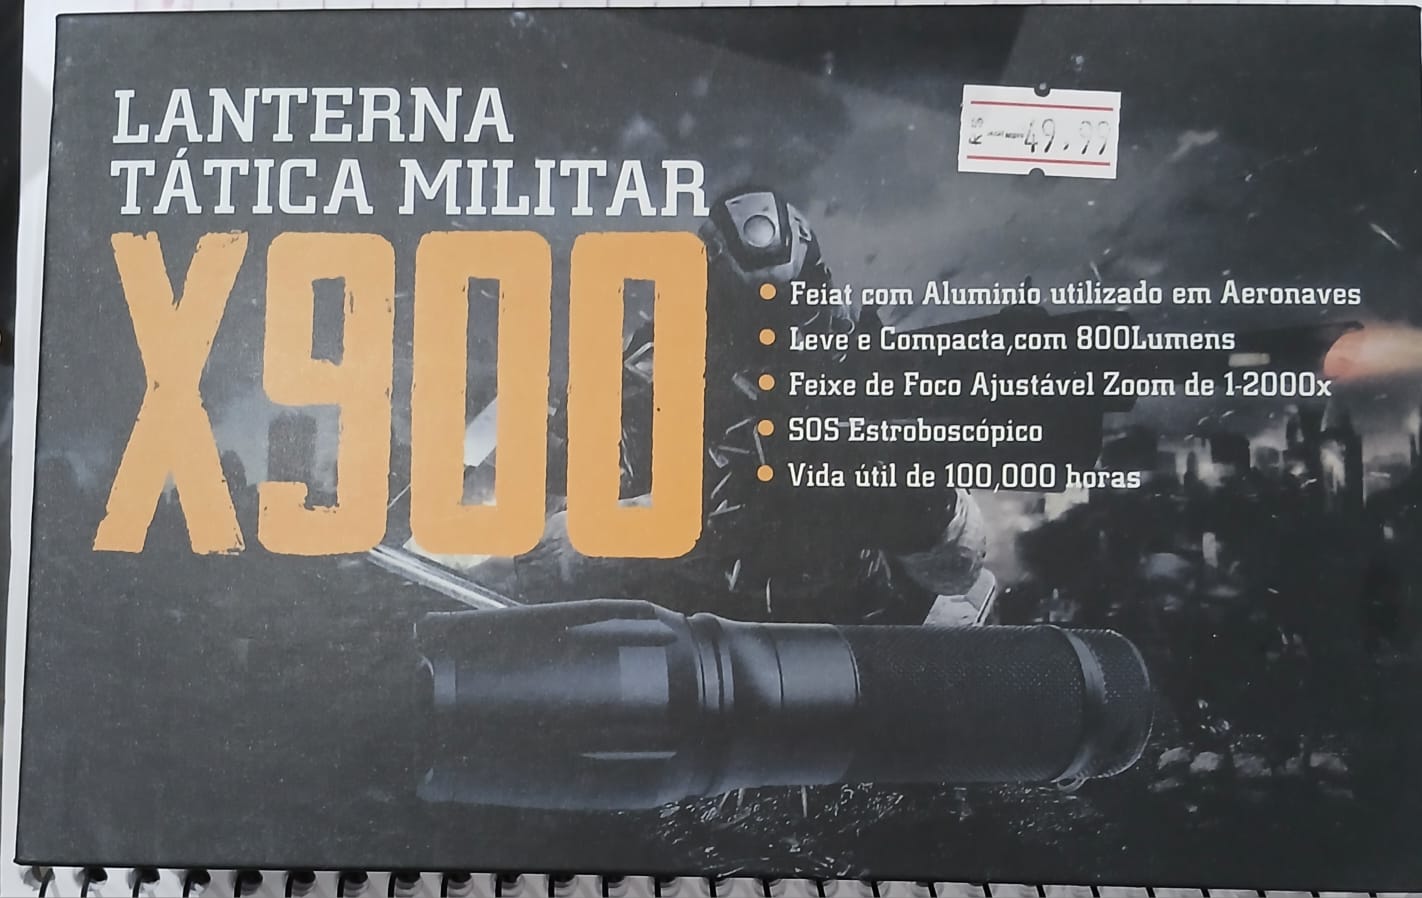 LANTERNA
TÁTICA MILITAR
X900
R$ 49.99
Feiat com Aluminio utilizado em Aeronaves
Leve e Compacta,com 800Lumens
Feixe de Foco Ajustável Zoom de 1-2000x
SOS Estroboscópico
Vida útil de 100,000 horas